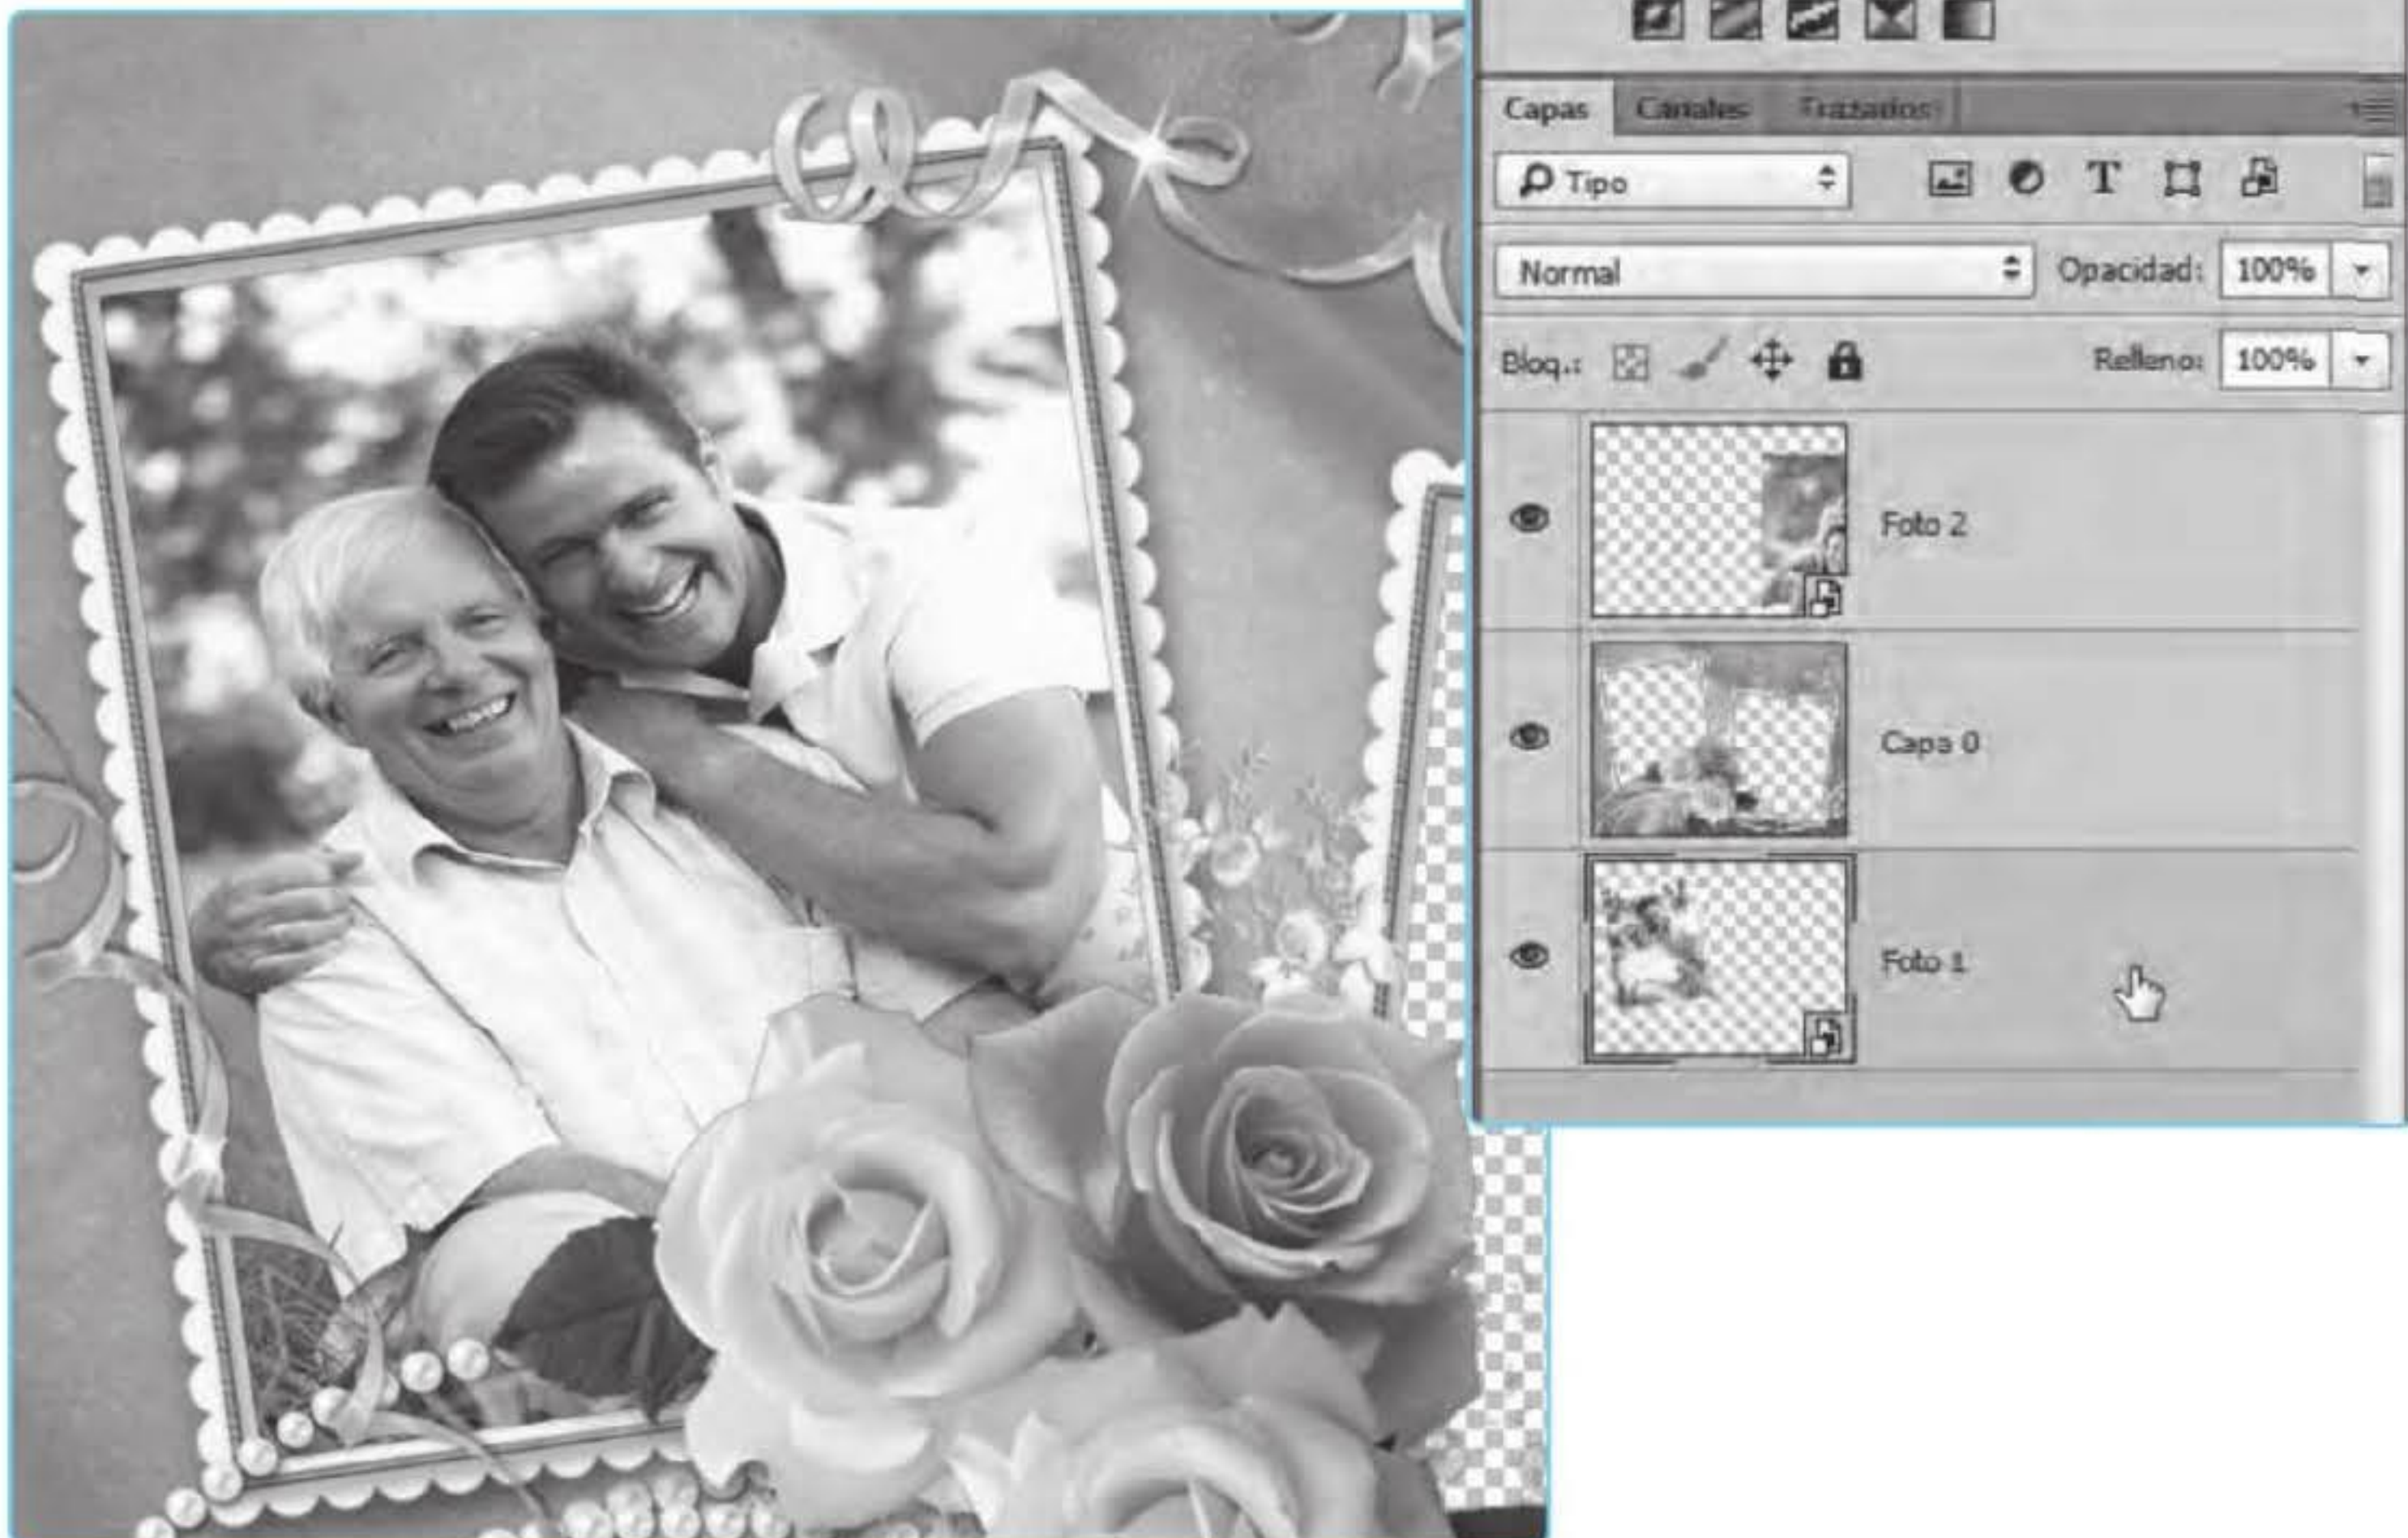 Capas Canales Trazados
Tipo
Normal Opacidad: 100%
Bloq.: Relleno: 100%
Foto 2
Capa 0
Foto 1